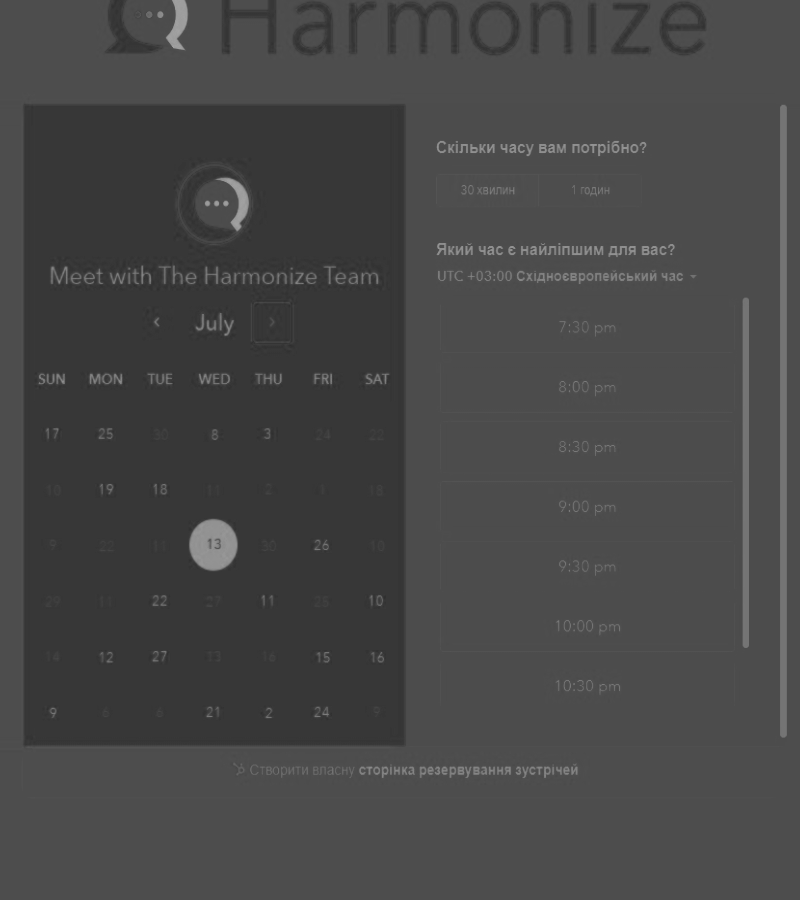 Harmonize
Meet with The Harmonize Team
‹ July ›
SUN MON TUE WED THU FRI SAT
17 25 30 8 3 24
19 18 11 2 1 18
9 22 11 13 30 26 10
29 11 22 27 11 25 10
14 12 27 13 16 15 16
9 6 6 21 2 24 9
Скільки часу вам потрібно?
30 хвилин 1 годин
Який час є найліпшим для вас?
UTC +03:00 Східноєвропейський час
7:30 pm
8:00 pm
8:30 pm
9:00 pm
9:30 pm
10:00 pm
10:30 pm
Створити власну сторінка резервування зустрічей